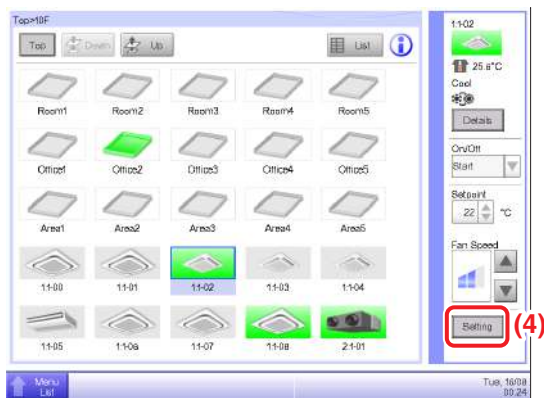 Top>10F
Top Down Up List
Room1 Room2 Room3 Room4 Room5
Office1 Office2 Office3 Office4 Office5
Area1 Area2 Area3 Area4 Area5
1:1-00 1:1-01 1:1-02 1:1-03 1:1-04
1:1-05 1:1-06 1:1-07 1:1-08 2:1-01
1:1-02
25.8°C
Cool
Details
On/Off
Start
Setpoint
22 °C
Fan Speed
Setting (4)
Menu
List
Tue, 16/08
00:24